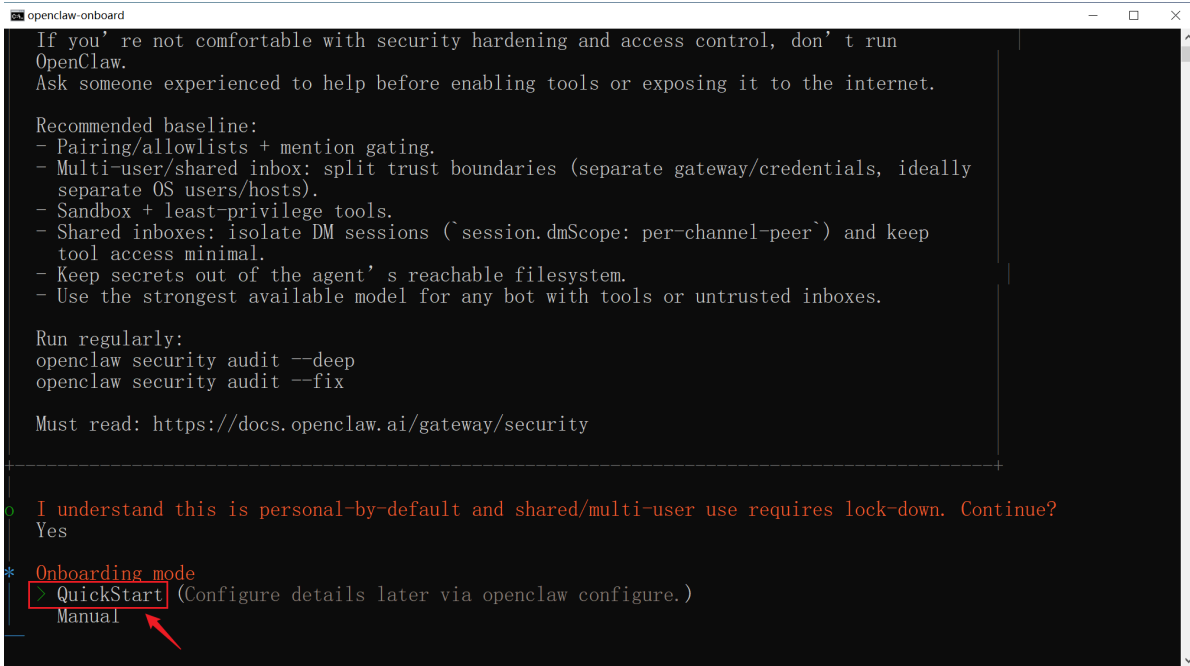 openclaw-onboard
If you’re not comfortable with security hardening and access control, don’t run
OpenClaw.
Ask someone experienced to help before enabling tools or exposing it to the internet.
Recommended baseline:
- Pairing/allowlists + mention gating.
- Multi-user/shared inbox: split trust boundaries (separate gateway/credentials, ideally
separate OS users/hosts).
- Sandbox + least-privilege tools.
- Shared inboxes: isolate DM sessions (`session.dmScope: per-channel-peer`) and keep
tool access minimal.
- Keep secrets out of the agent’s reachable filesystem.
- Use the strongest available model for any bot with tools or untrusted inboxes.
Run regularly:
openclaw security audit --deep
openclaw security audit --fix
Must read: https://docs.openclaw.ai/gateway/security
o I understand this is personal-by-default and shared/multi-user use requires lock-down. Continue?
Yes
* Onboarding mode
> QuickStart (Configure details later via openclaw configure.)
Manual